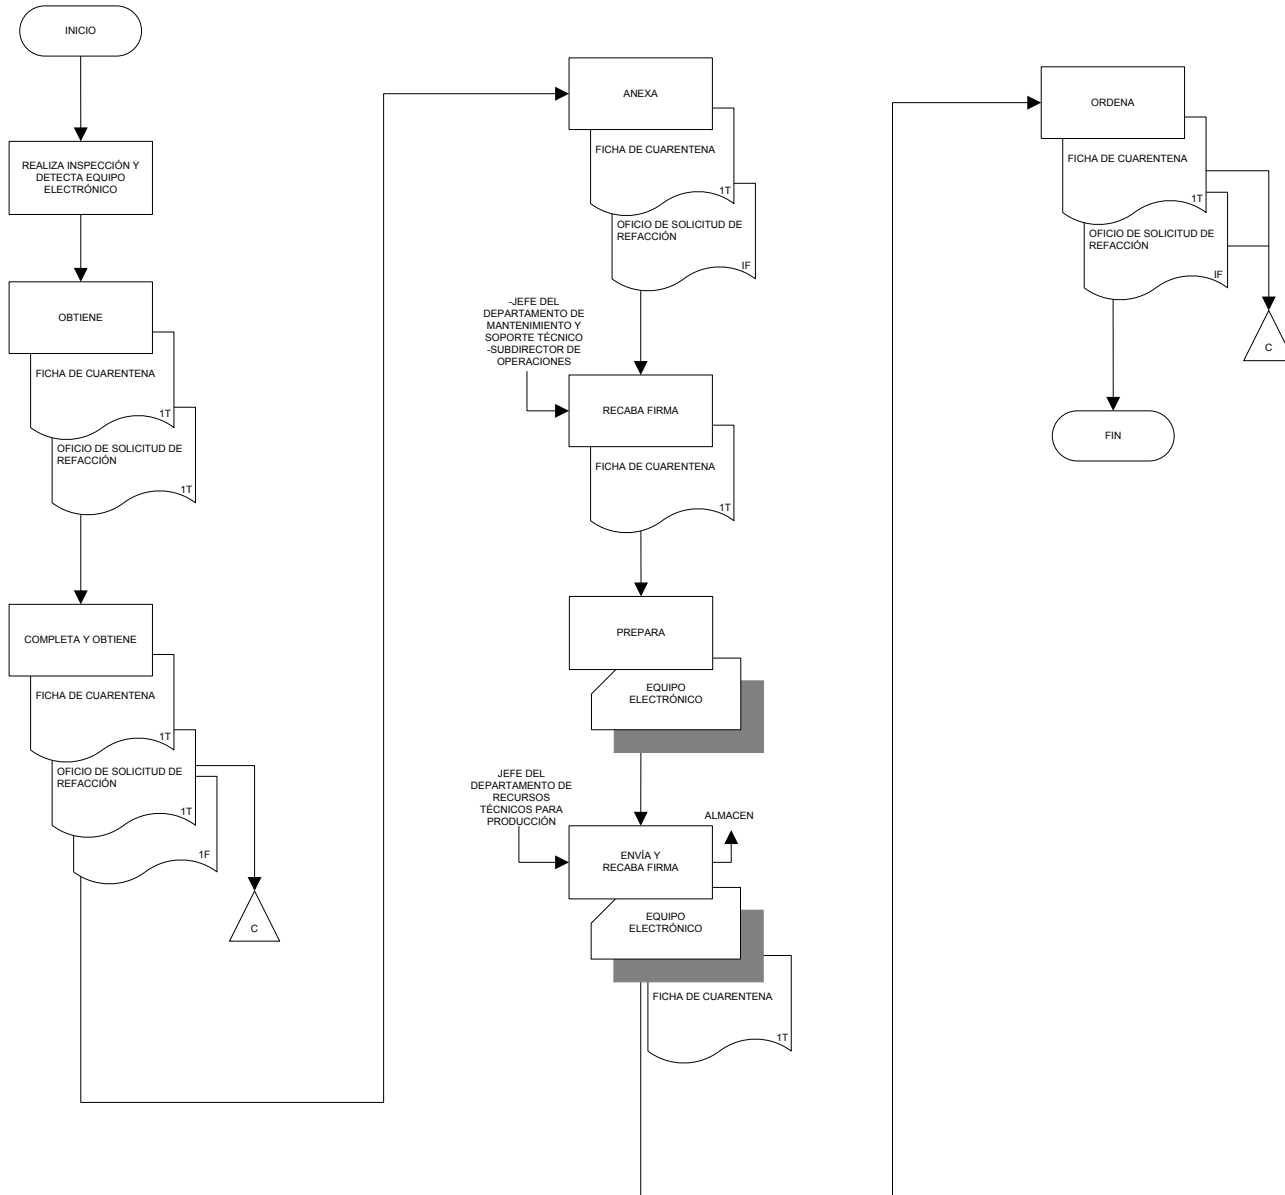 INICIO
REALIZA INSPECCIÓN Y
DETECTA EQUIPO
ELECTRÓNICO
OBTIENE
FICHA DE CUARENTENA
1T
OFICIO DE SOLICITUD DE
REFACCIÓN
1T
COMPLETA Y OBTIENE
FICHA DE CUARENTENA
1T
OFICIO DE SOLICITUD DE
REFACCIÓN
1T
1F
C
ANEXA
FICHA DE CUARENTENA
1T
OFICIO DE SOLICITUD DE
REFACCIÓN
IF
-JEFE DEL
DEPARTAMENTO DE
MANTENIMIENTO Y
SOPORTE TÉCNICO
-SUBDIRECTOR DE
OPERACIONES
RECABA FIRMA
FICHA DE CUARENTENA
1T
PREPARA
EQUIPO
ELECTRÓNICO
JEFE DEL
DEPARTAMENTO DE
RECURSOS
TÉCNICOS PARA
PRODUCCIÓN
ALMACEN
ENVÍA Y
RECABA FIRMA
EQUIPO
ELECTRÓNICO
FICHA DE CUARENTENA
1T
ORDENA
FICHA DE CUARENTENA
1T
OFICIO DE SOLICITUD DE
REFACCIÓN
IF
C
FIN